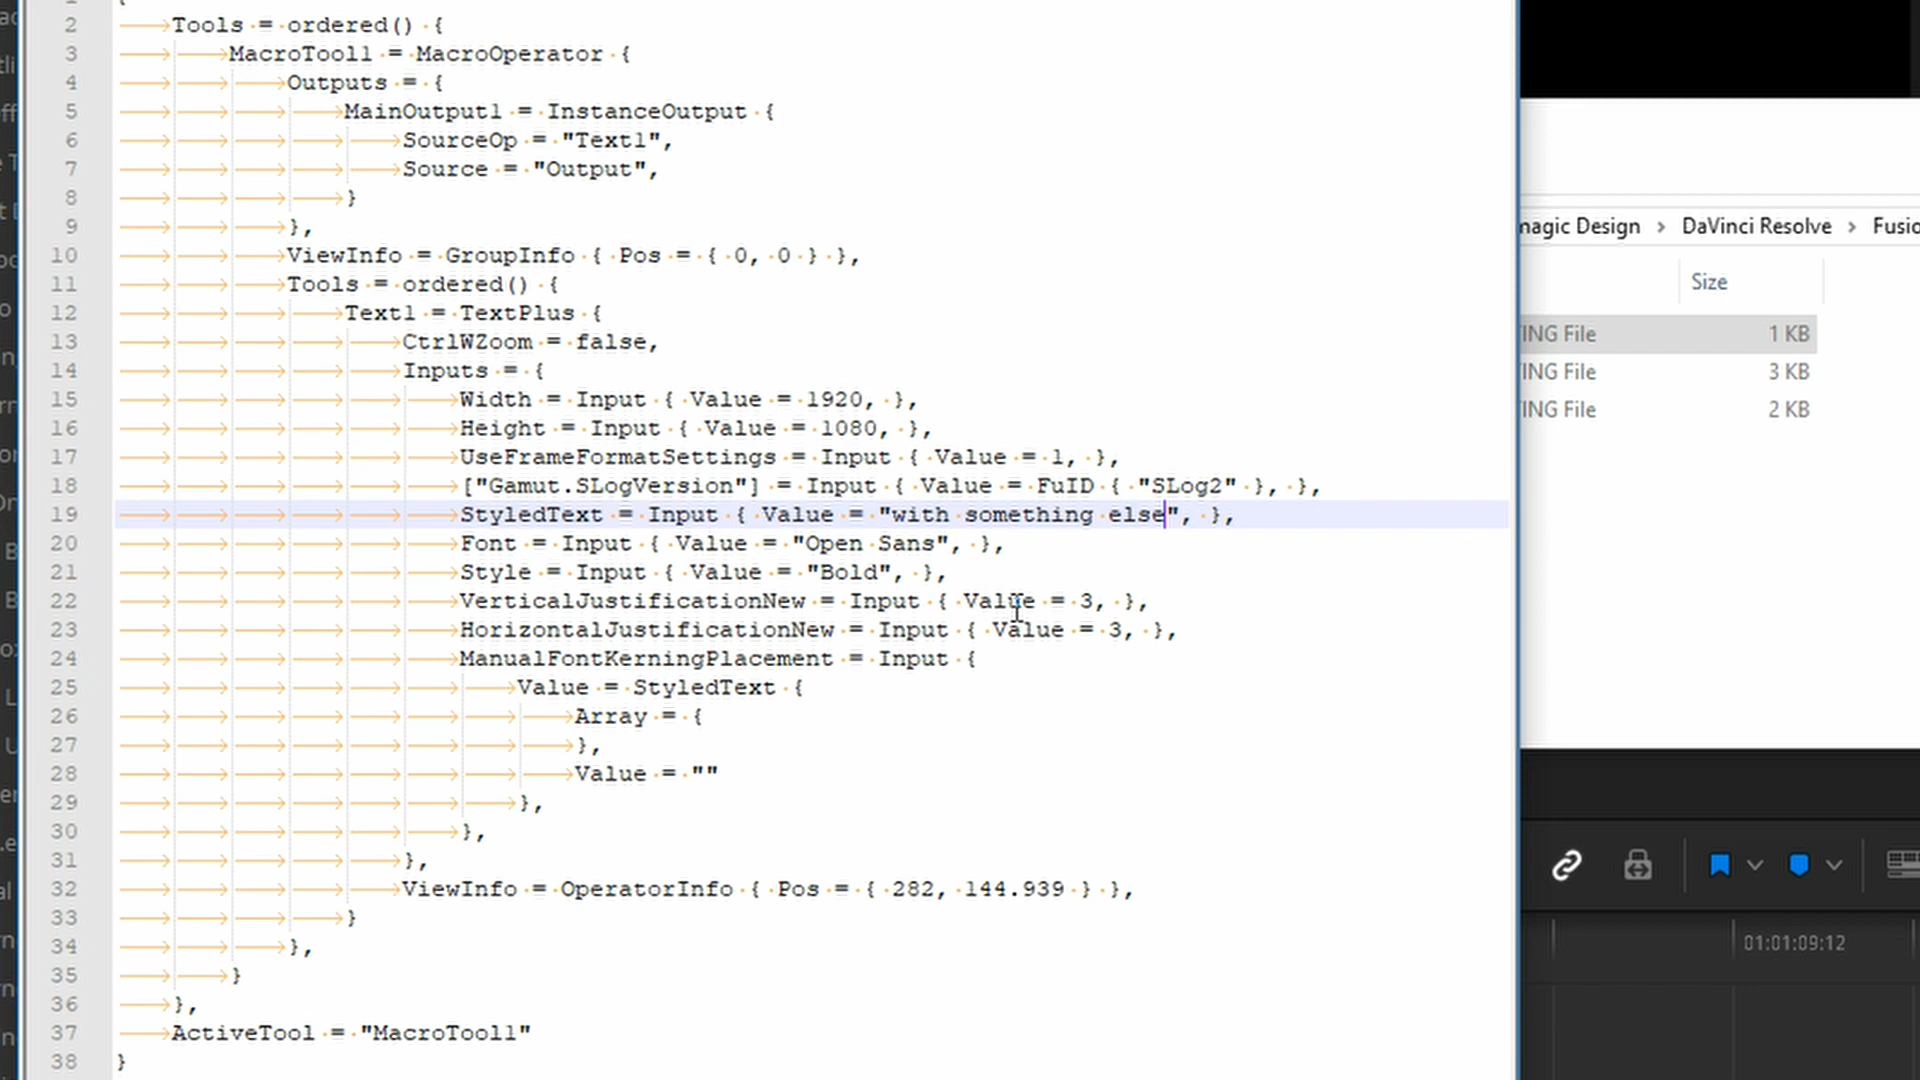 {
2 Tools = ordered() {
3 MacroTool1 = MacroOperator {
4 Outputs = {
5 MainOutput1 = InstanceOutput {
6 SourceOp = "Text1",
7 Source = "Output",
8 }
9 },
10 ViewInfo = GroupInfo { Pos = { 0, 0 } },
11 Tools = ordered() {
12 Text1 = TextPlus {
13 CtrlWZoom = false,
14 Inputs = {
15 Width = Input { Value = 1920, },
16 Height = Input { Value = 1080, },
17 UseFrameFormatSettings = Input { Value = 1, },
18 ["Gamut.SLogVersion"] = Input { Value = FuID { "SLog2" }, },
19 StyledText = Input { Value = "with something else", },
20 Font = Input { Value = "Open Sans", },
21 Style = Input { Value = "Bold", },
22 VerticalJustificationNew = Input { Value = 3, },
23 HorizontalJustificationNew = Input { Value = 3, },
24 ManualFontKerningPlacement = Input {
25 Value = StyledText {
26 Array = {
27 },
28 Value = ""
29 },
30 },
31 },
32 ViewInfo = OperatorInfo { Pos = { 282, 144.939 } },
33 }
34 },
35 }
36 },
37 ActiveTool = "MacroTool1"
38 }
magic Design > DaVinci Resolve > Fusio
Size
ING File 1 KB
ING File 3 KB
ING File 2 KB
01:01:09:12